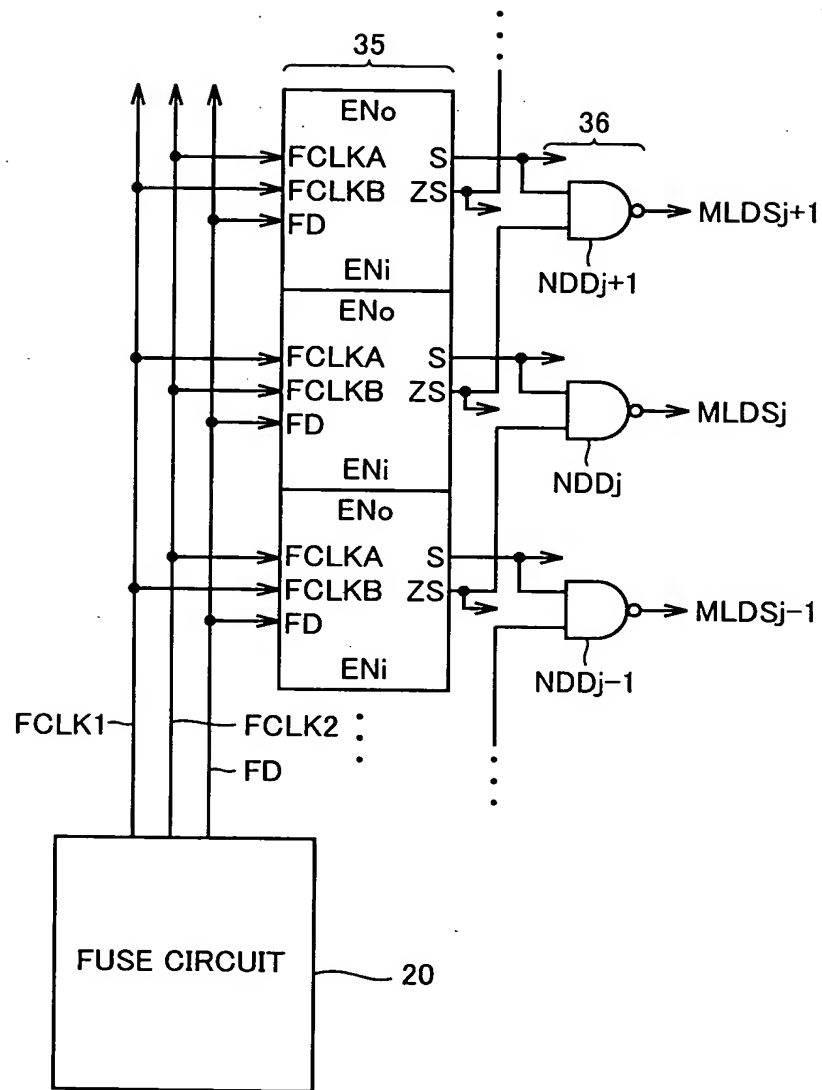 35
ENo
FCLKA S
FCLKB ZS
FD
ENi
36
MLDSj+1
NDDj+1
ENo
FCLKA S
FCLKB ZS
FD
ENi
MLDSj
NDDj
ENo
FCLKA S
FCLKB ZS
FD
ENi
MLDSj-1
NDDj-1
FCLK1
FCLK2
FD
FUSE CIRCUIT
20